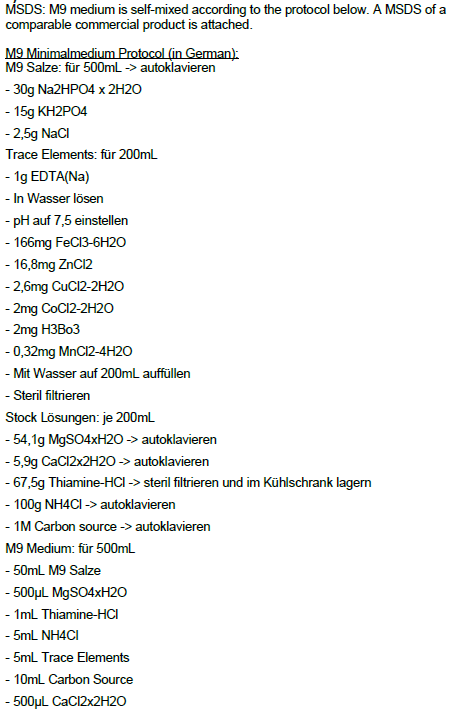 MSDS: M9 medium is self-mixed according to the protocol below. A MSDS of a
comparable commercial product is attached.
M9 Minimalmedium Protocol (in German):
M9 Salze: für 500mL -> autoklavieren
- 30g Na2HPO4 x 2H2O
- 15g KH2PO4
- 2,5g NaCl
Trace Elements: für 200mL
- 1g EDTA(Na)
- In Wasser lösen
- pH auf 7,5 einstellen
- 166mg FeCl3-6H2O
- 16,8mg ZnCl2
- 2,6mg CuCl2-2H2O
- 2mg CoCl2-2H2O
- 2mg H3Bo3
- 0,32mg MnCl2-4H2O
- Mit Wasser auf 200mL auffüllen
- Steril filtrieren
Stock Lösungen: je 200mL
- 54,1g MgSO4xH2O -> autoklavieren
- 5,9g CaCl2x2H2O -> autoklavieren
- 67,5g Thiamine-HCl -> steril filtrieren und im Kühlschrank lagern
- 100g NH4Cl -> autoklavieren
- 1M Carbon source -> autoklavieren
M9 Medium: für 500mL
- 50mL M9 Salze
- 500µL MgSO4xH2O
- 1mL Thiamine-HCl
- 5mL NH4Cl
- 5mL Trace Elements
- 10mL Carbon Source
- 500µL CaCl2x2H2O